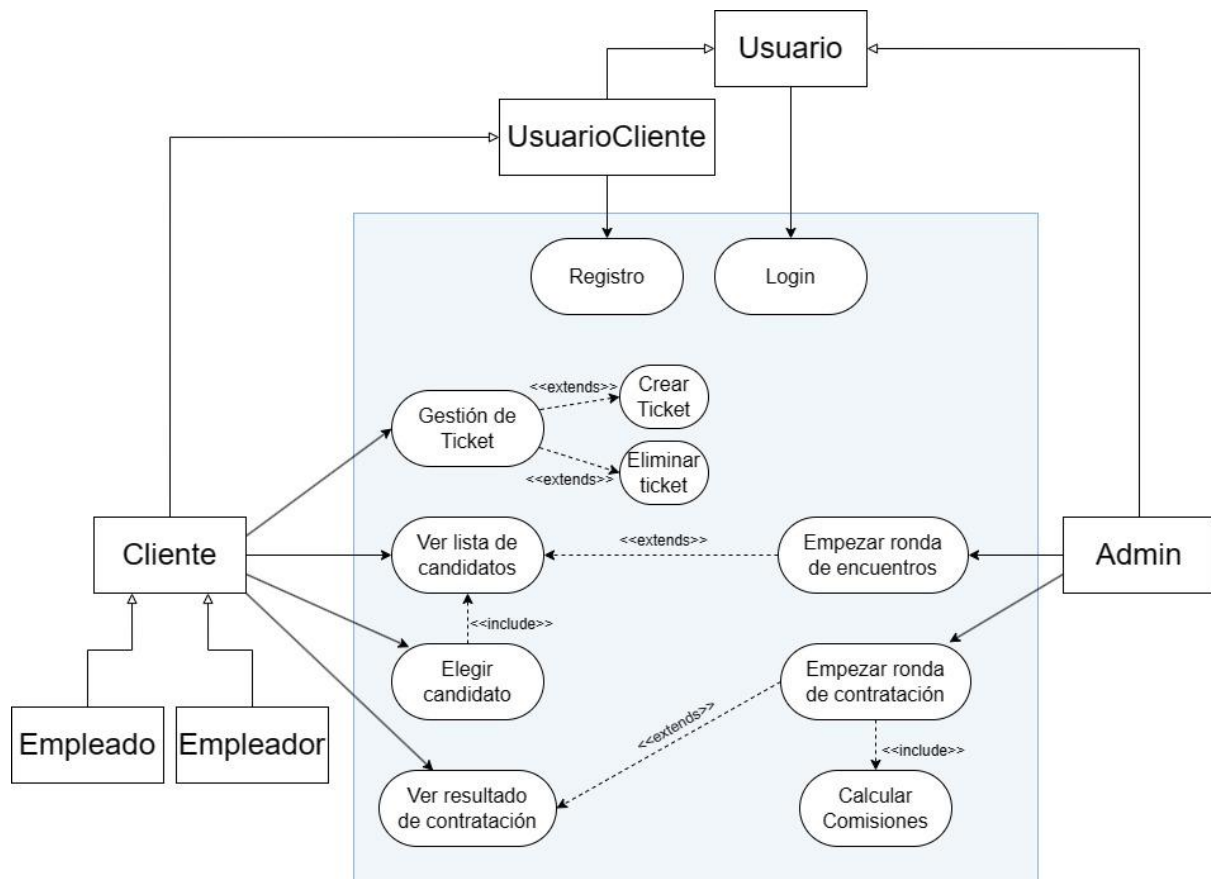 Usuario
UsuarioCliente
Registro
Login
<<extends>>
Crear
Ticket
Gestión de
Ticket
Eliminar
ticket
<<extends>>
Cliente
Ver lista de
candidatos
<<extends>>
Empezar ronda
de encuentros
Admin
<<include>>
Elegir
candidato
Empezar ronda
de contratación
Empleado
Empleador
<<extends>>
<<include>>
Ver resultado
de contratación
Calcular
Comisiones